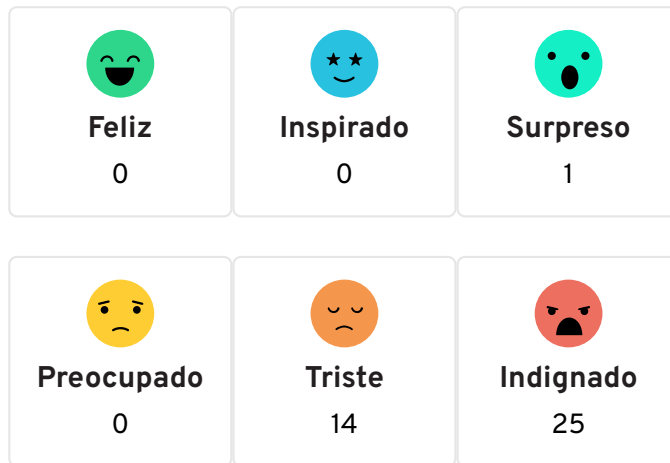 Feliz
0
Inspirado
0
Surpreso
1
Preocupado
0
Triste
14
Indignado
25